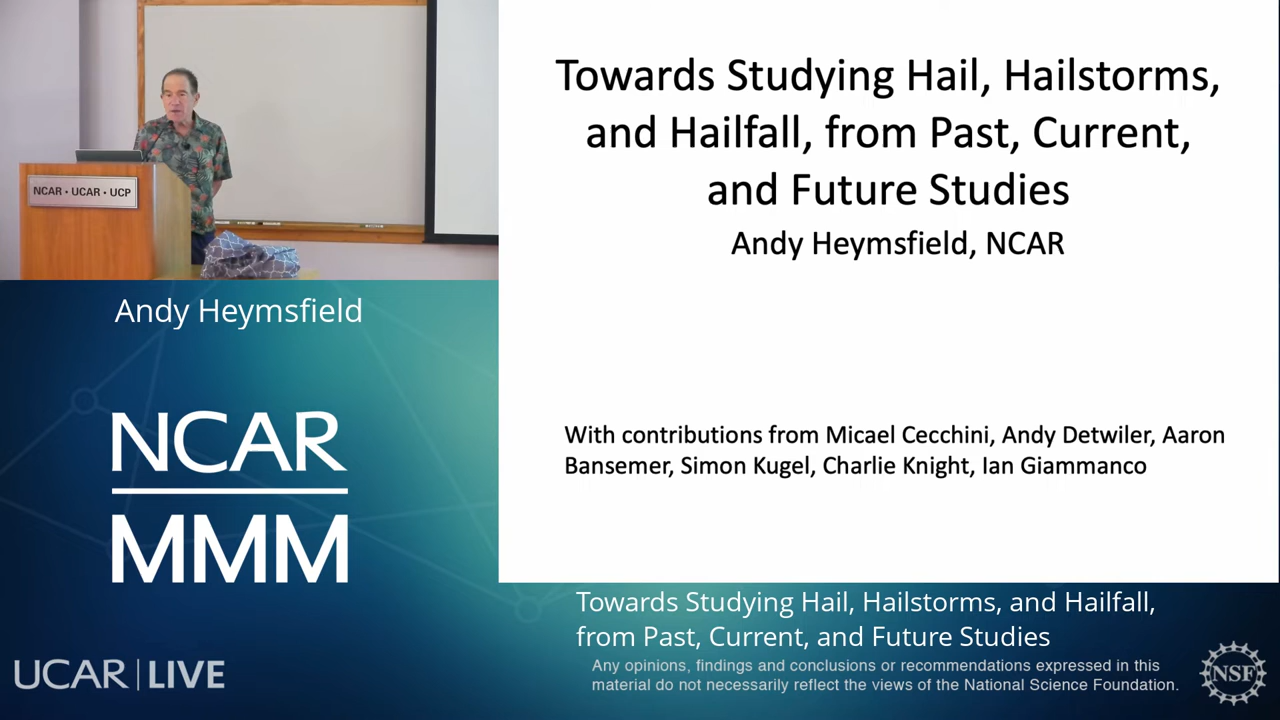 NCAR • UCAR • UCP
Andy Heymsfield
NCAR
MMM
UCAR | LIVE
Towards Studying Hail, Hailstorms,
and Hailfall, from Past, Current,
and Future Studies
Andy Heymsfield, NCAR
With contributions from Micael Cecchini, Andy Detwiler, Aaron
Bansemer, Simon Kugel, Charlie Knight, Ian Giammanco
Towards Studying Hail, Hailstorms, and Hailfall,
from Past, Current, and Future Studies
Any opinions, findings and conclusions or recommendations expressed in this
material do not necessarily reflect the views of the National Science Foundation.
NSF